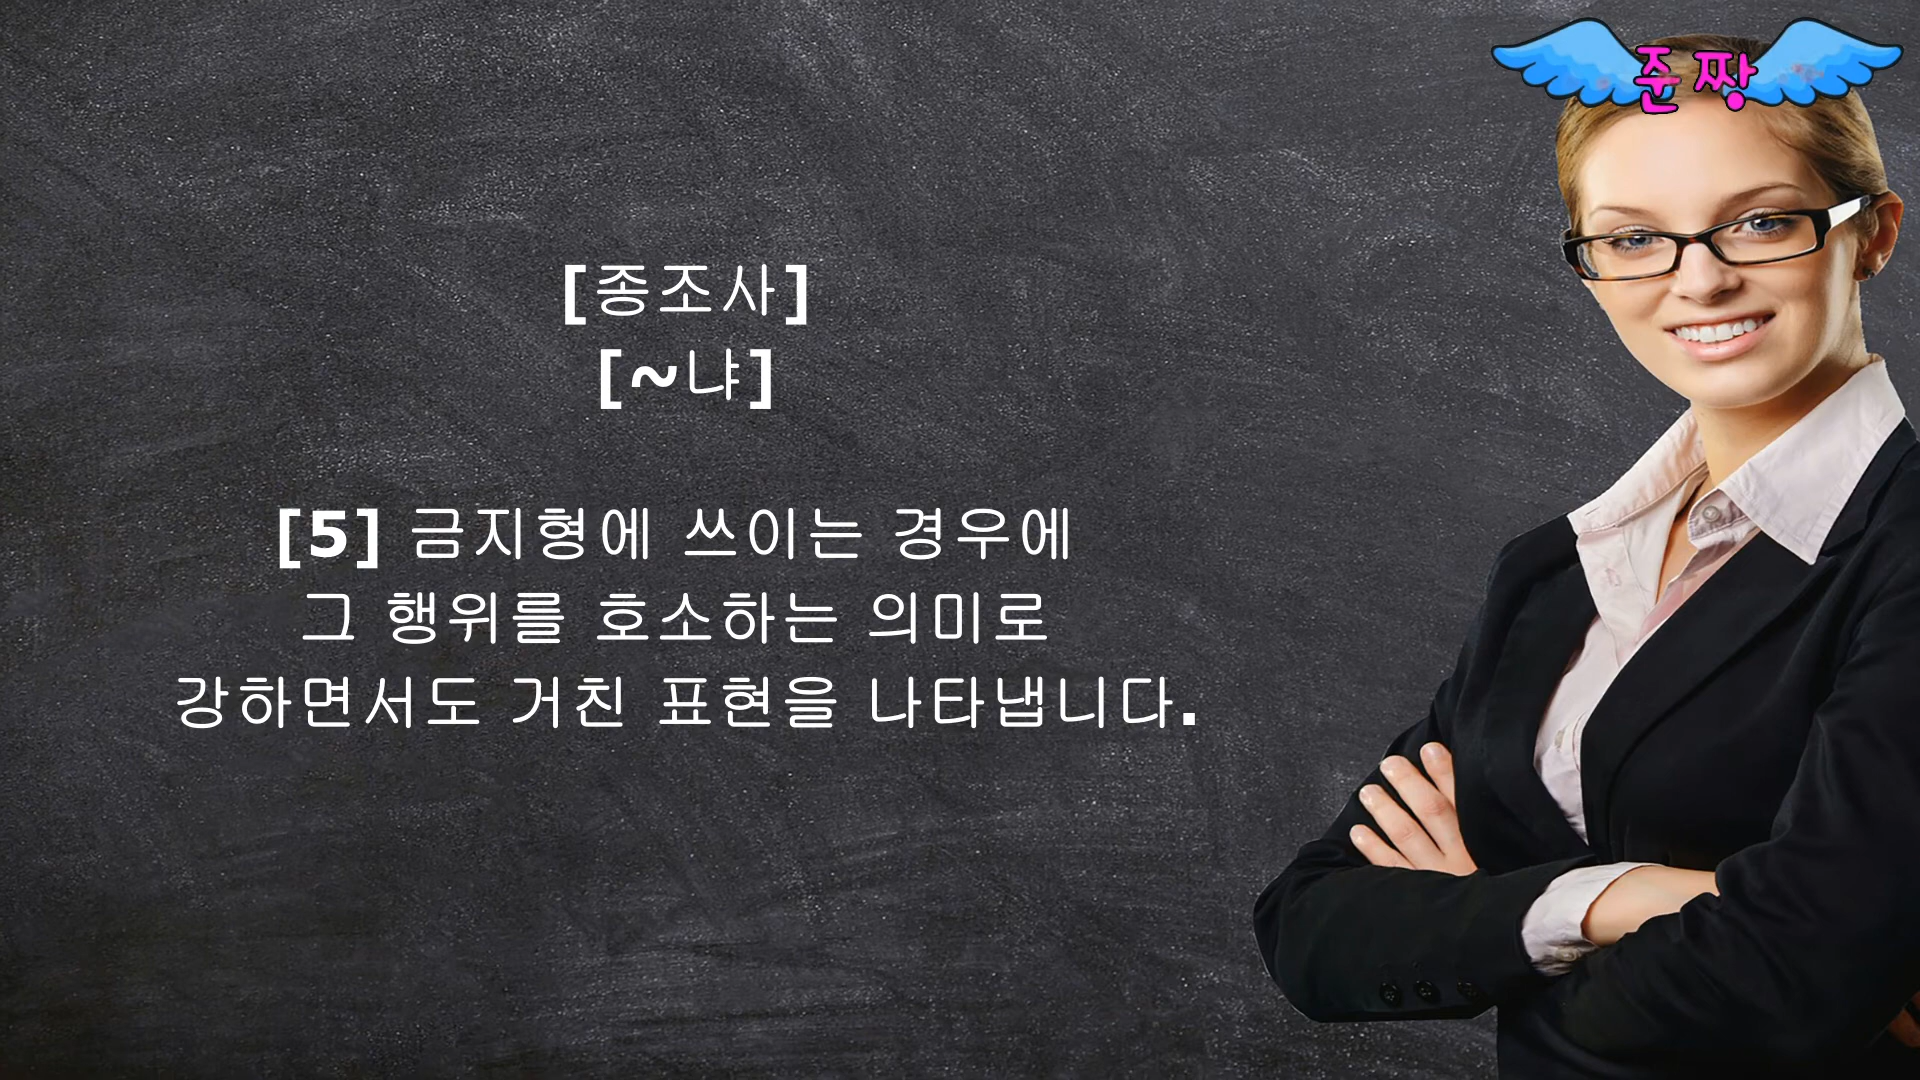 준짱
[종조사]
[~냐]
[5] 금지형에 쓰이는 경우에
그 행위를 호소하는 의미로
강하면서도 거친 표현을 나타냅니다.